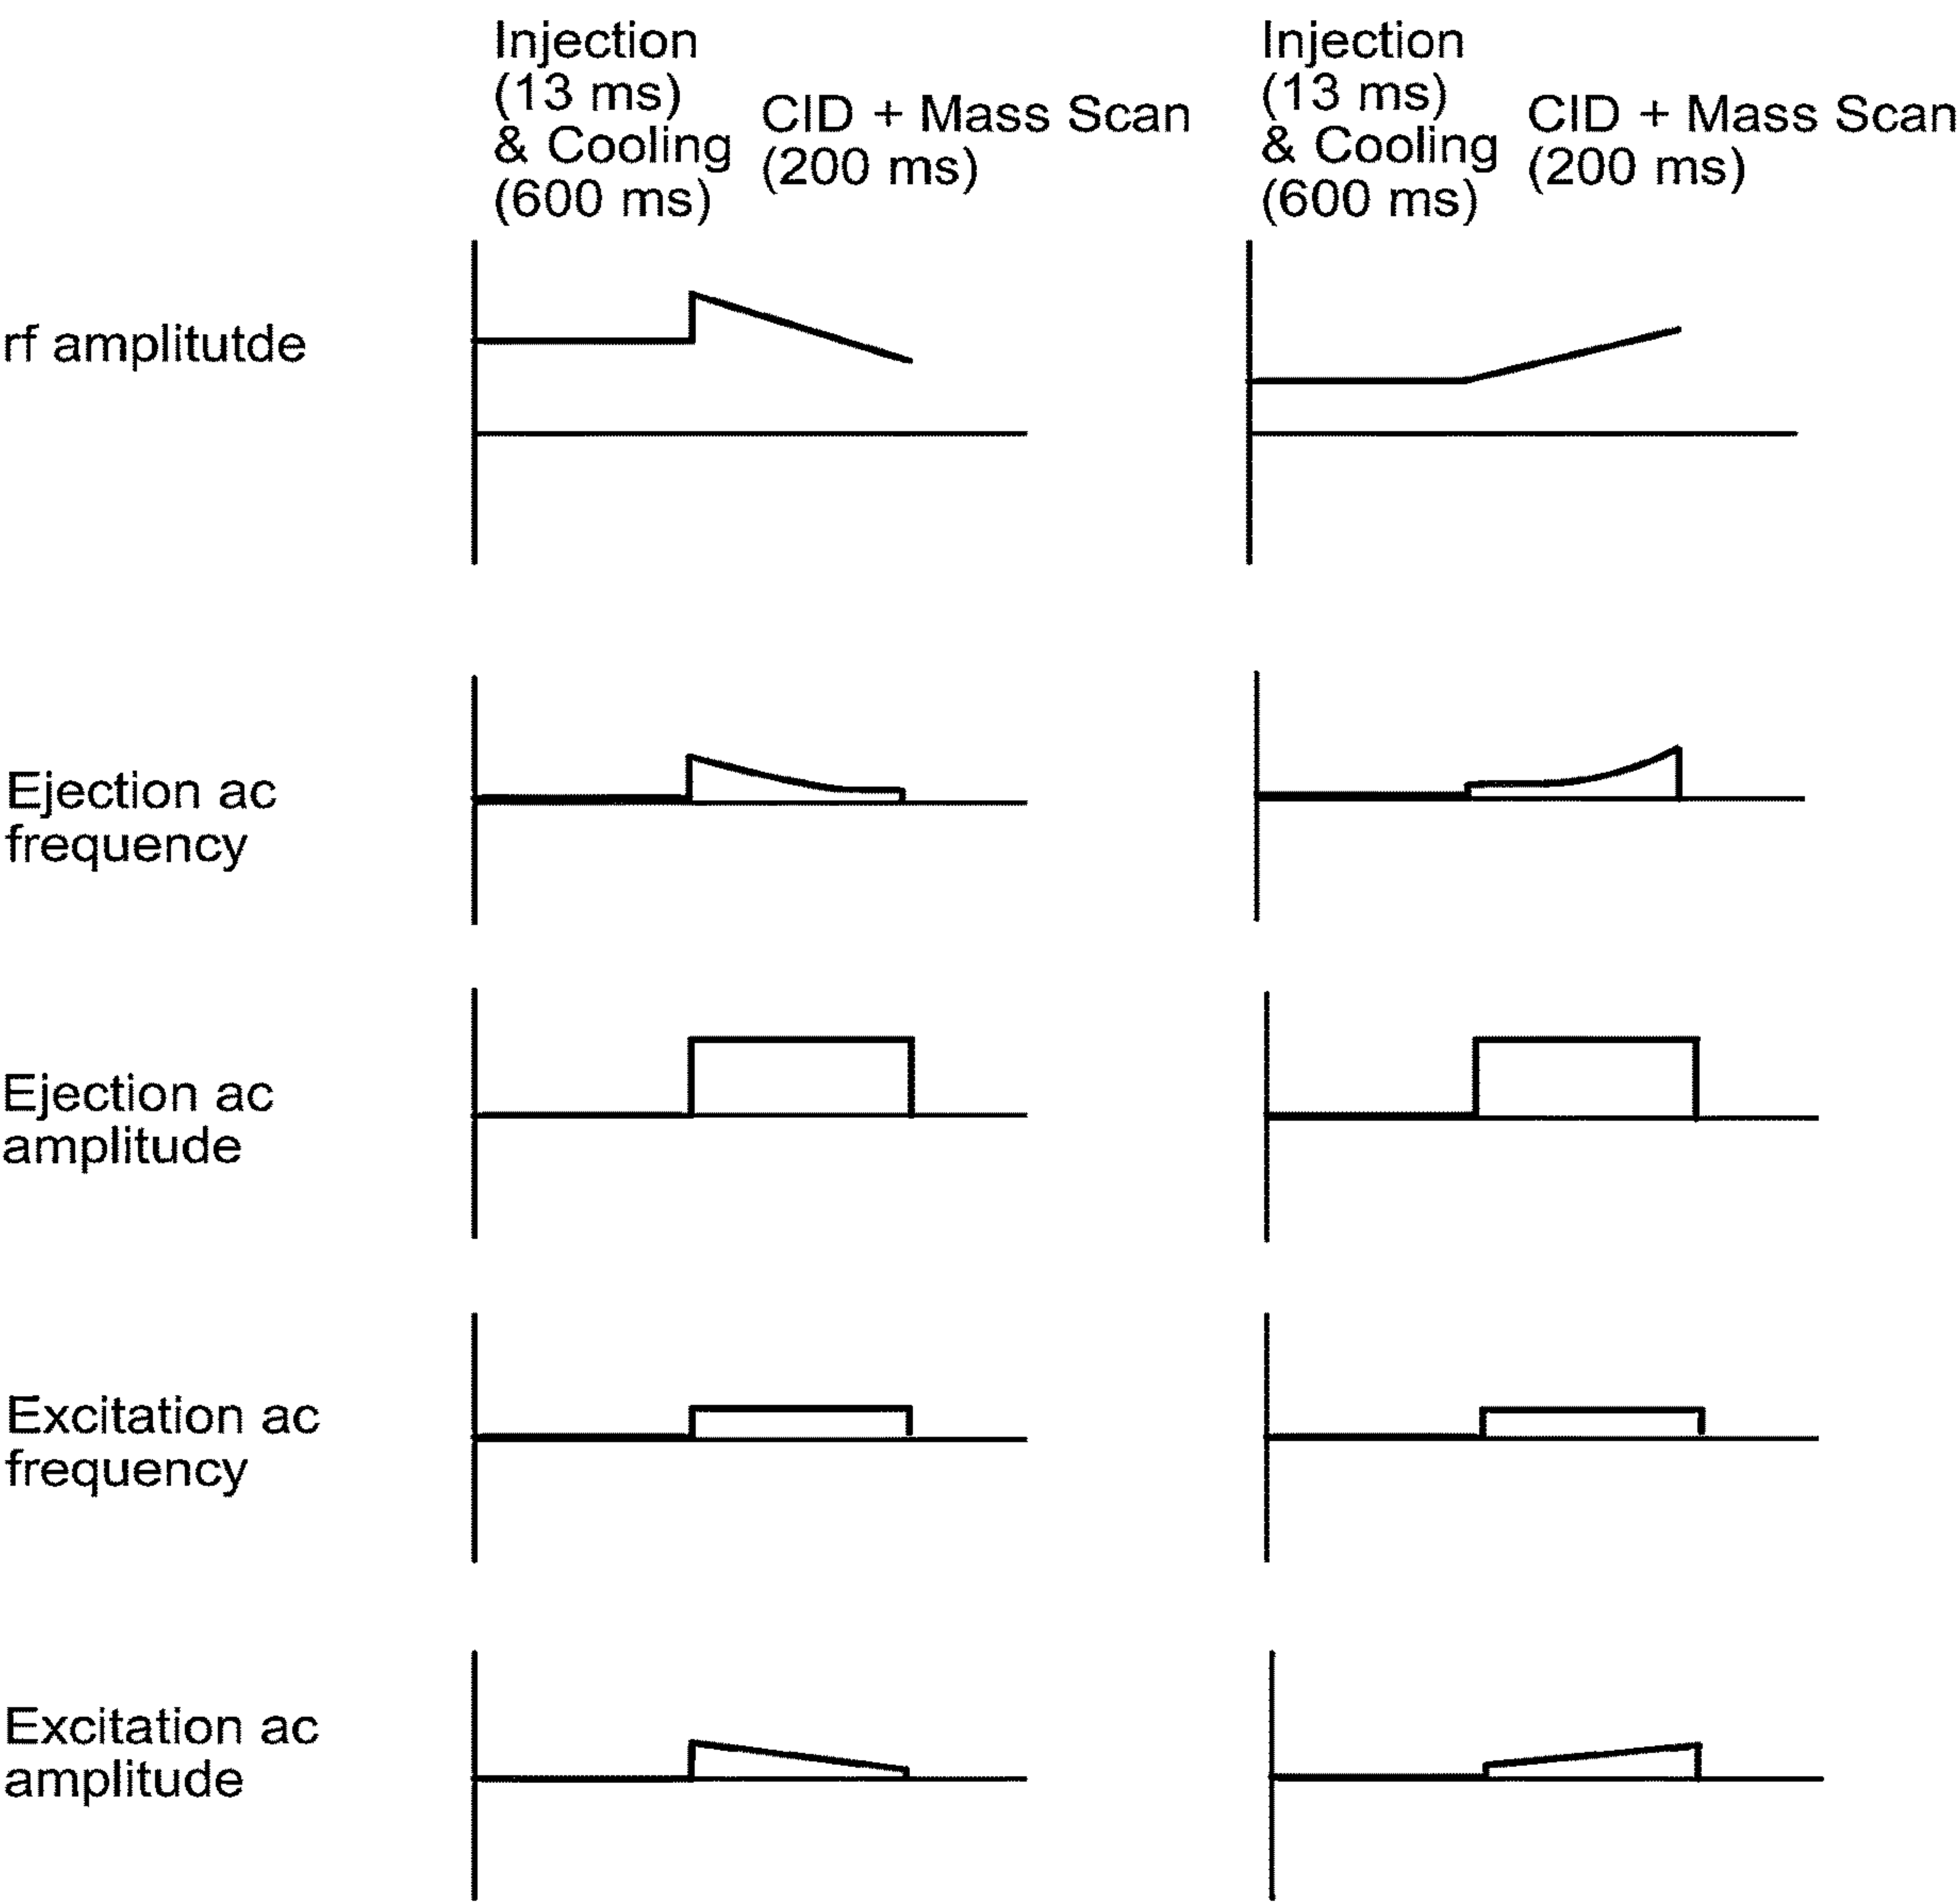 Injection
(13 ms)
& Cooling
(600 ms)
CID + Mass Scan
(200 ms)
Injection
(13 ms)
& Cooling
(600 ms)
CID + Mass Scan
(200 ms)
rf amplitutde
Ejection ac
frequency
Ejection ac
amplitude
Excitation ac
frequency
Excitation ac
amplitude